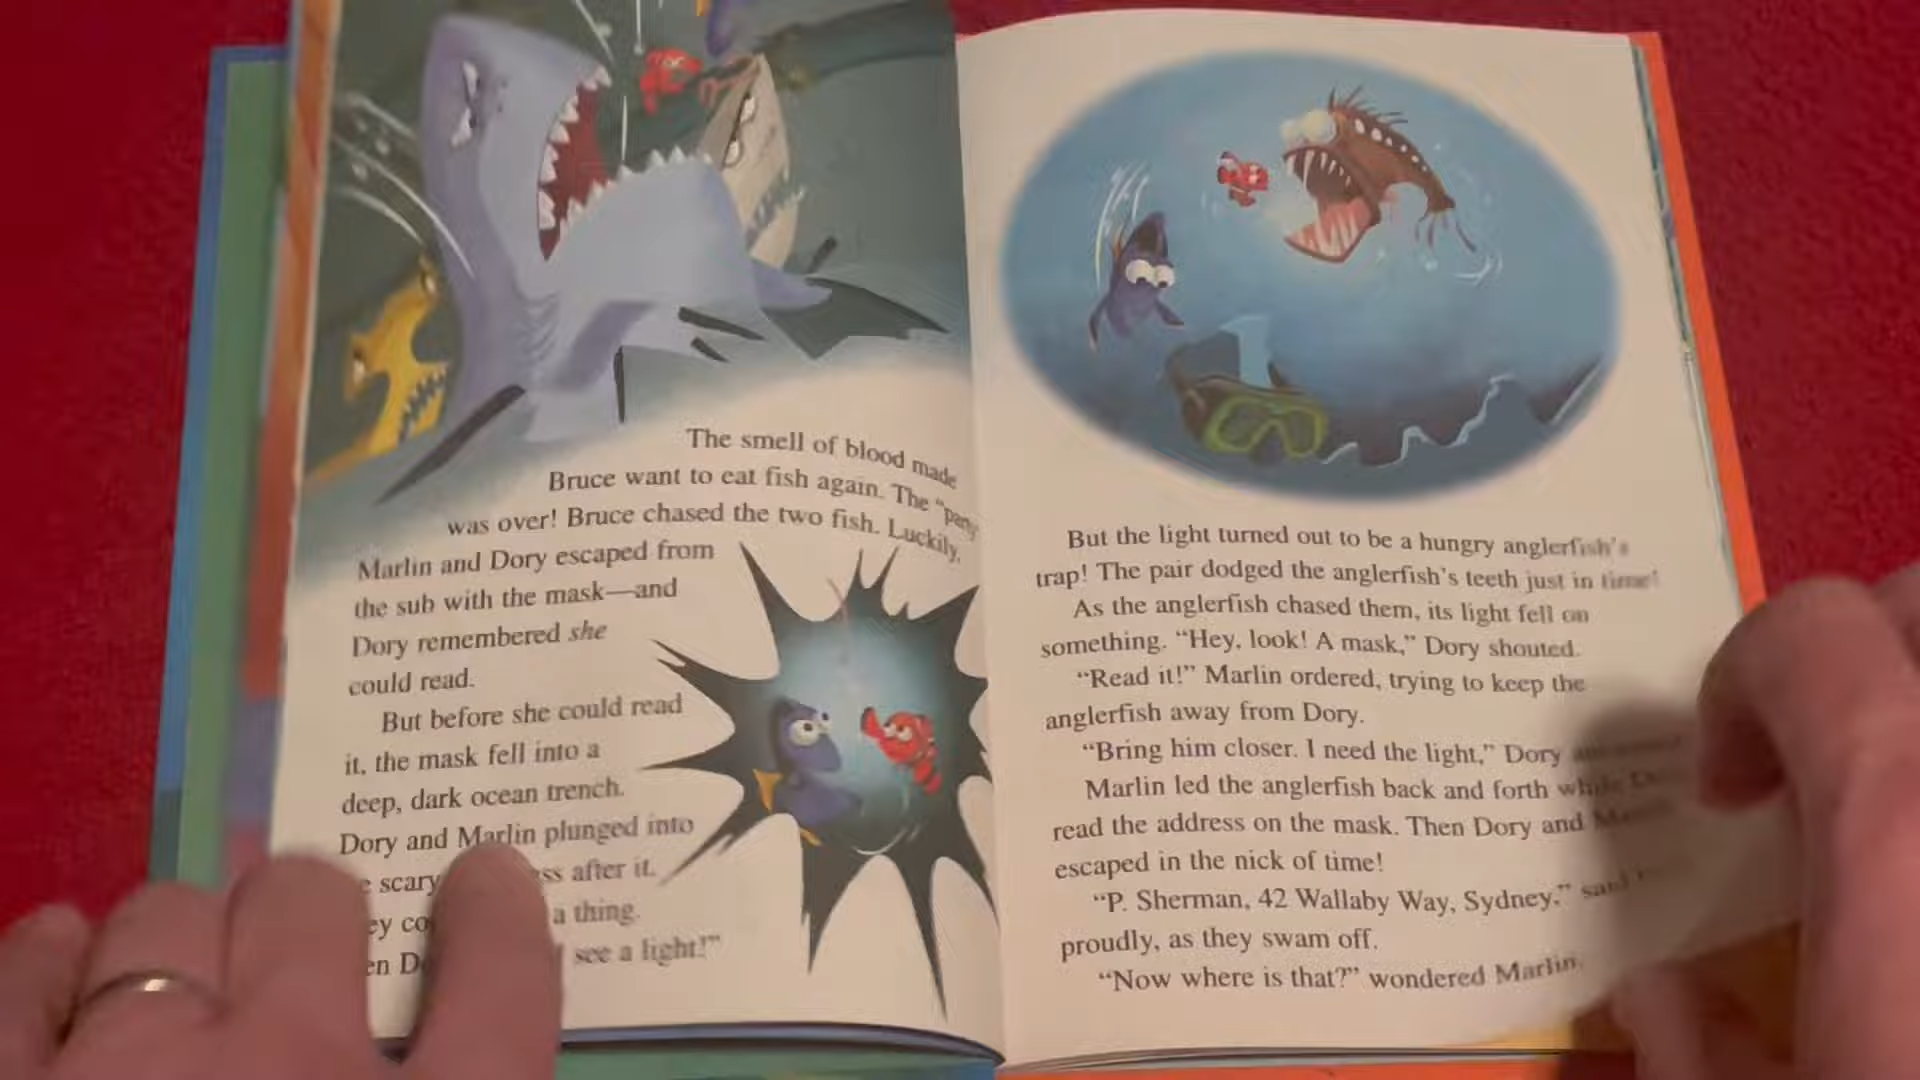 The smell of blood made
Bruce want to eat fish again. The “party
was over! Bruce chased the two fish. Luckily,
Marlin and Dory escaped from
the sub with the mask—and
Dory remembered she
could read.
But before she could read
it, the mask fell into a
deep, dark ocean trench.
Dory and Marlin plunged into
scary after it.
a thing.
see a light!”
But the light turned out to be a hungry anglerfish’s
trap! The pair dodged the anglerfish’s teeth just in time!
As the anglerfish chased them, its light fell on
something. “Hey, look! A mask,” Dory shouted.
“Read it!” Marlin ordered, trying to keep the
anglerfish away from Dory.
“Bring him closer. I need the light,” Dory
Marlin led the anglerfish back and forth while
read the address on the mask. Then Dory and
escaped in the nick of time!
“P. Sherman, 42 Wallaby Way, Sydney,” said
proudly, as they swam off.
“Now where is that?” wondered Marlin.